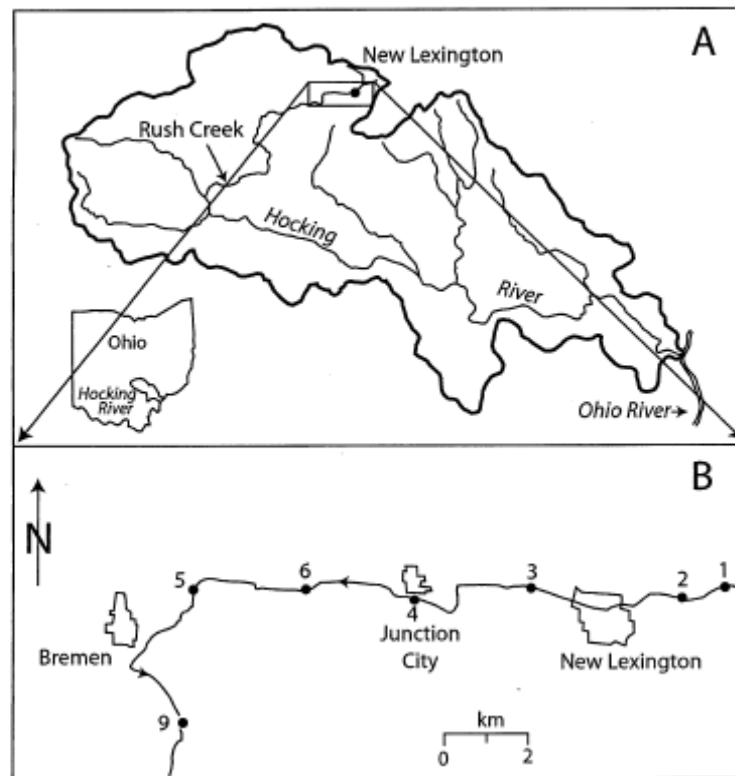 A
New Lexington
Rush Creek
Hocking
River
Ohio
Hocking
River
Ohio River
B
N
5
6
3
2
1
4
Junction
City
Bremen
New Lexington
9
km
0
2